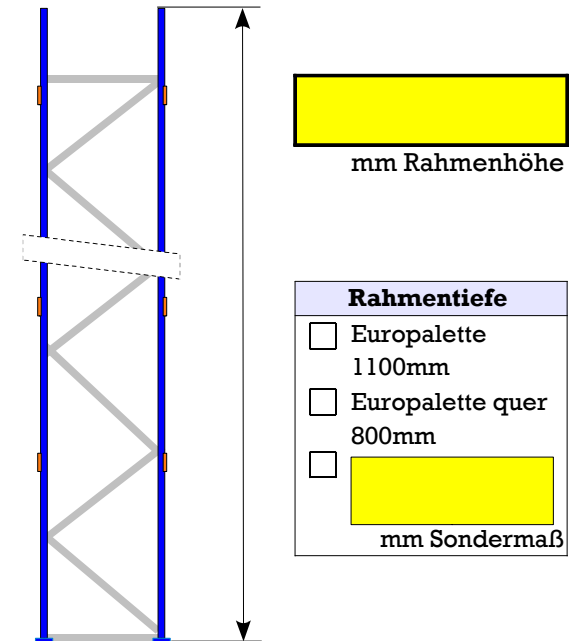 mm Rahmenhöhe
Rahmentiefe
Europalette
1100mm
Europalette quer
800mm
mm Sondermaß